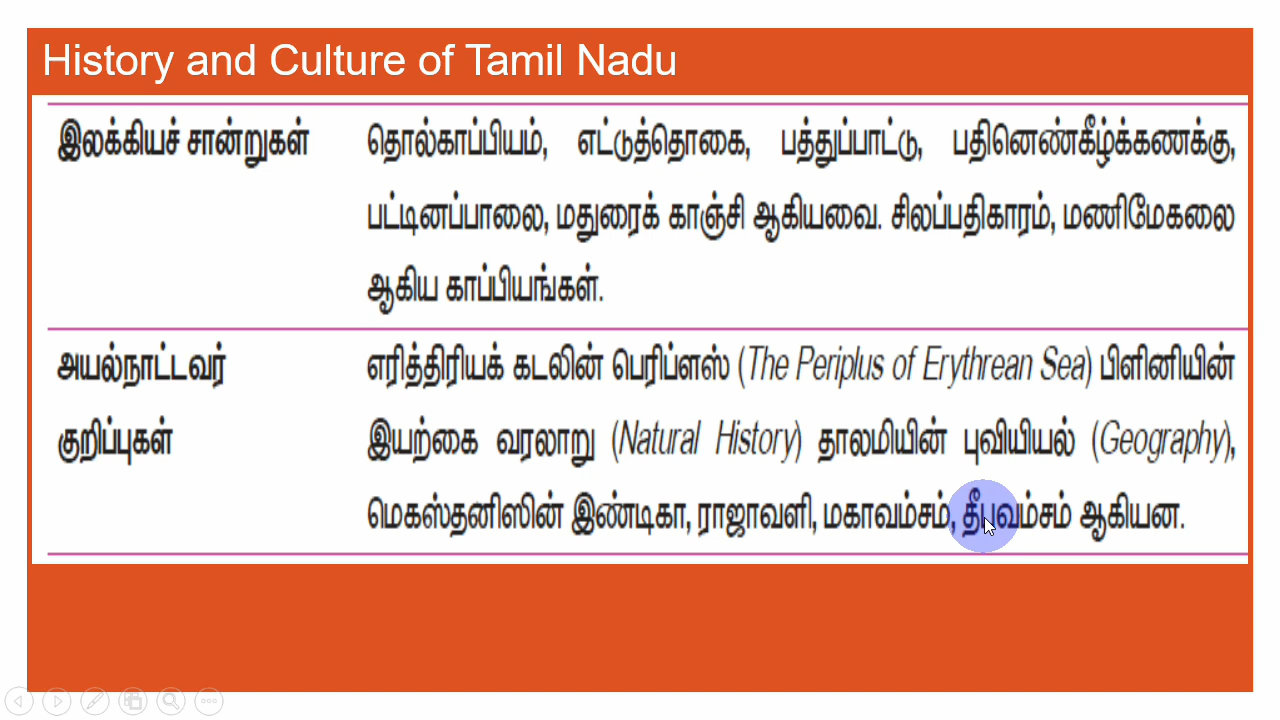 History and Culture of Tamil Nadu
இலக்கியச் சான்றுகள் தொல்காப்பியம், எட்டுத்தொகை, பத்துப்பாட்டு, பதினெண்கீழ்க்கணக்கு,
பட்டினப்பாலை, மதுரைக் காஞ்சி ஆகியவை. சிலப்பதிகாரம், மணிமேகலை
ஆகிய காப்பியங்கள்.
அயல்நாட்டவர் எரித்திரியக் கடலின் பெரிப்ளஸ் (The Periplus of Erythrean Sea) பிளினியின்
குறிப்புகள் இயற்கை வரலாறு (Natural History) தாலமியின் புவியியல் (Geography),
மெகஸ்தனிஸின் இண்டிகா, ராஜாவளி, மகாவம்சம், தீபவம்சம் ஆகியன.